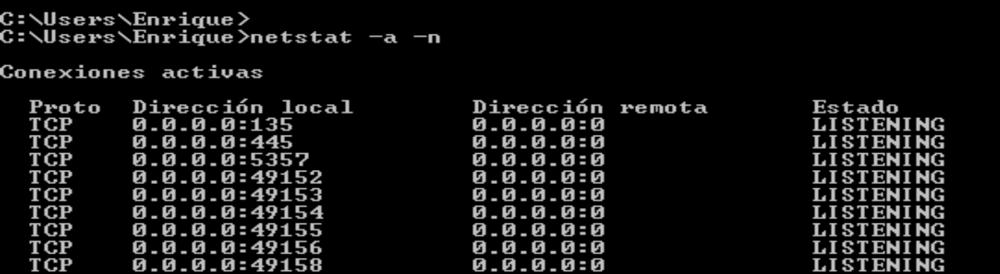 C:\Users\Enrique>
C:\Users\Enrique>netstat -a -n
Conexiones activas
Proto Dirección local Dirección remota Estado
TCP 0.0.0.0:135 0.0.0.0:0 LISTENING
TCP 0.0.0.0:445 0.0.0.0:0 LISTENING
TCP 0.0.0.0:5357 0.0.0.0:0 LISTENING
TCP 0.0.0.0:49152 0.0.0.0:0 LISTENING
TCP 0.0.0.0:49153 0.0.0.0:0 LISTENING
TCP 0.0.0.0:49154 0.0.0.0:0 LISTENING
TCP 0.0.0.0:49155 0.0.0.0:0 LISTENING
TCP 0.0.0.0:49156 0.0.0.0:0 LISTENING
TCP 0.0.0.0:49158 0.0.0.0:0 LISTENING